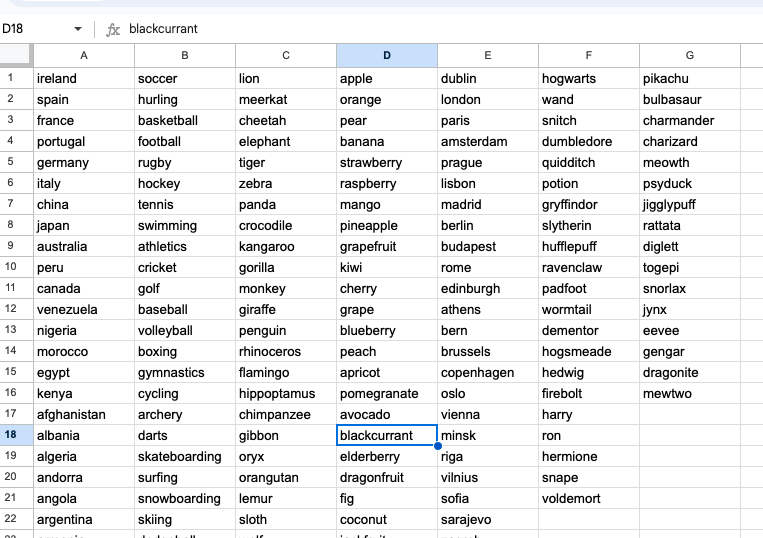 D18 fx blackcurrant
A B C D E F G
1 ireland soccer lion apple dublin hogwarts pikachu
2 spain hurling meerkat orange london wand bulbasaur
3 france basketball cheetah pear paris snitch charmander
4 portugal football elephant banana amsterdam dumbledore charizard
5 germany rugby tiger strawberry prague quidditch meowth
6 italy hockey zebra raspberry lisbon potion psyduck
7 china tennis panda mango madrid gryffindor jigglypuff
8 japan swimming crocodile pineapple berlin slytherin rattata
9 australia athletics kangaroo grapefruit budapest hufflepuff diglett
10 peru cricket gorilla kiwi rome ravenclaw togepi
11 canada golf monkey cherry edinburgh padfoot snorlax
12 venezuela baseball giraffe grape athens wormtail jynx
13 nigeria volleyball penguin blueberry bern dementor eevee
14 morocco boxing rhinoceros peach brussels hogsmeade gengar
15 egypt gymnastics flamingo apricot copenhagen hedwig dragonite
16 kenya cycling hippoptamus pomegranate oslo firebolt mewtwo
17 afghanistan archery chimpanzee avocado vienna harry
18 albania darts gibbon blackcurrant minsk ron
19 algeria skateboarding oryx elderberry riga hermione
20 andorra surfing orangutan dragonfruit vilnius snape
21 angola snowboarding lemur fig sofia voldemort
22 argentina skiing sloth coconut sarajevo